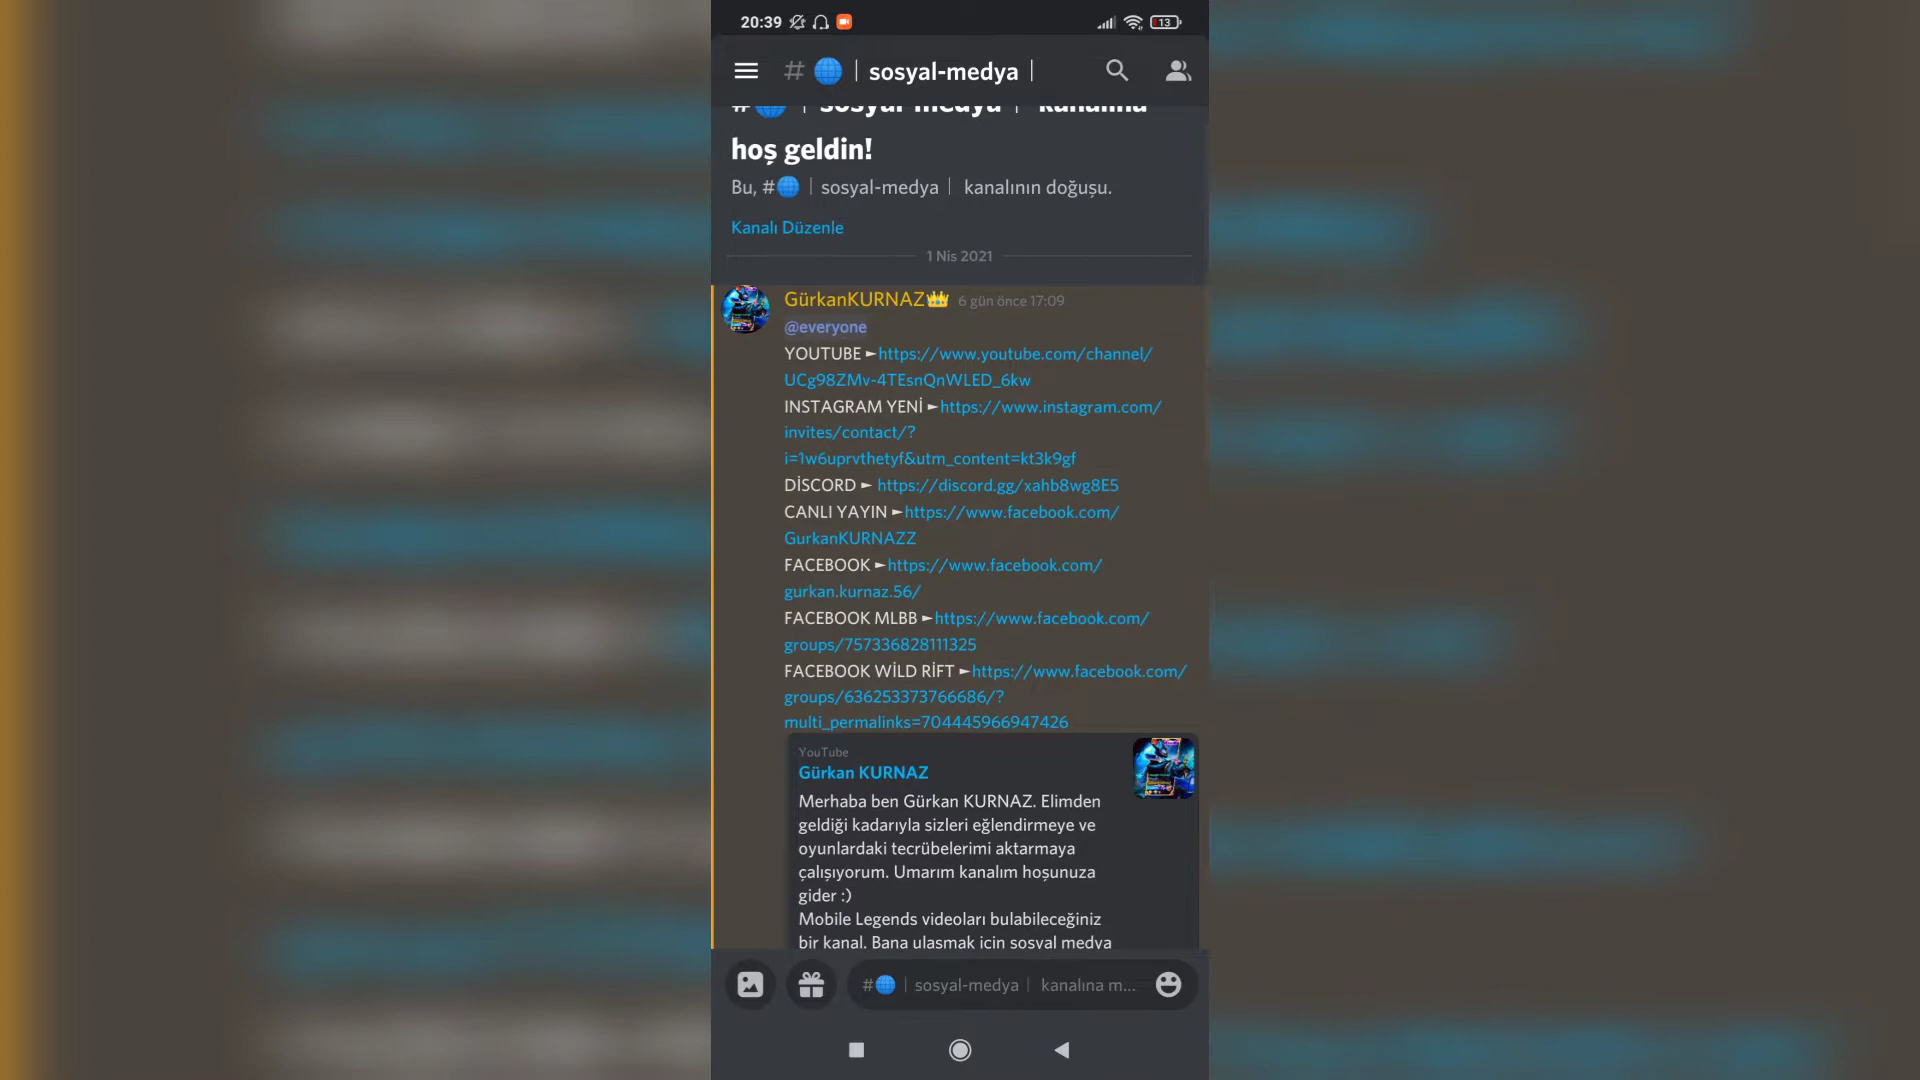 20:39 13
# | sosyal-medya |
# | sosyal-medya | kanalına
hoş geldin!
Bu, # | sosyal-medya | kanalının doğuşu.
Kanalı Düzenle
1 Nis 2021
GürkanKURNAZ👑 6 gün önce 17:09
@everyone
YOUTUBE ►https://www.youtube.com/channel/
UCg98ZMv-4TEsnQnWLED_6kw
INSTAGRAM YENİ ►https://www.instagram.com/
invites/contact/?
i=1w6uprvthetyf&utm_content=kt3k9gf
DİSCORD ► https://discord.gg/xahb8wg8E5
CANLI YAYIN ►https://www.facebook.com/
GurkanKURNAZZ
FACEBOOK ►https://www.facebook.com/
gurkan.kurnaz.56/
FACEBOOK MLBB ►https://www.facebook.com/
groups/757336828111325
FACEBOOK WİLD RİFT ►https://www.facebook.com/
groups/636253373766686/?
multi_permalinks=704445966947426
YouTube
Gürkan KURNAZ
Merhaba ben Gürkan KURNAZ. Elimden
geldiği kadarıyla sizleri eğlendirmeye ve
oyunlardaki tecrübelerimi aktarmaya
çalışıyorum. Umarım kanalım hoşunuza
gider :)
Mobile Legends videoları bulabileceğiniz
bir kanal. Bana ulaşmak için sosyal medya
# | sosyal-medya | kanalına m...